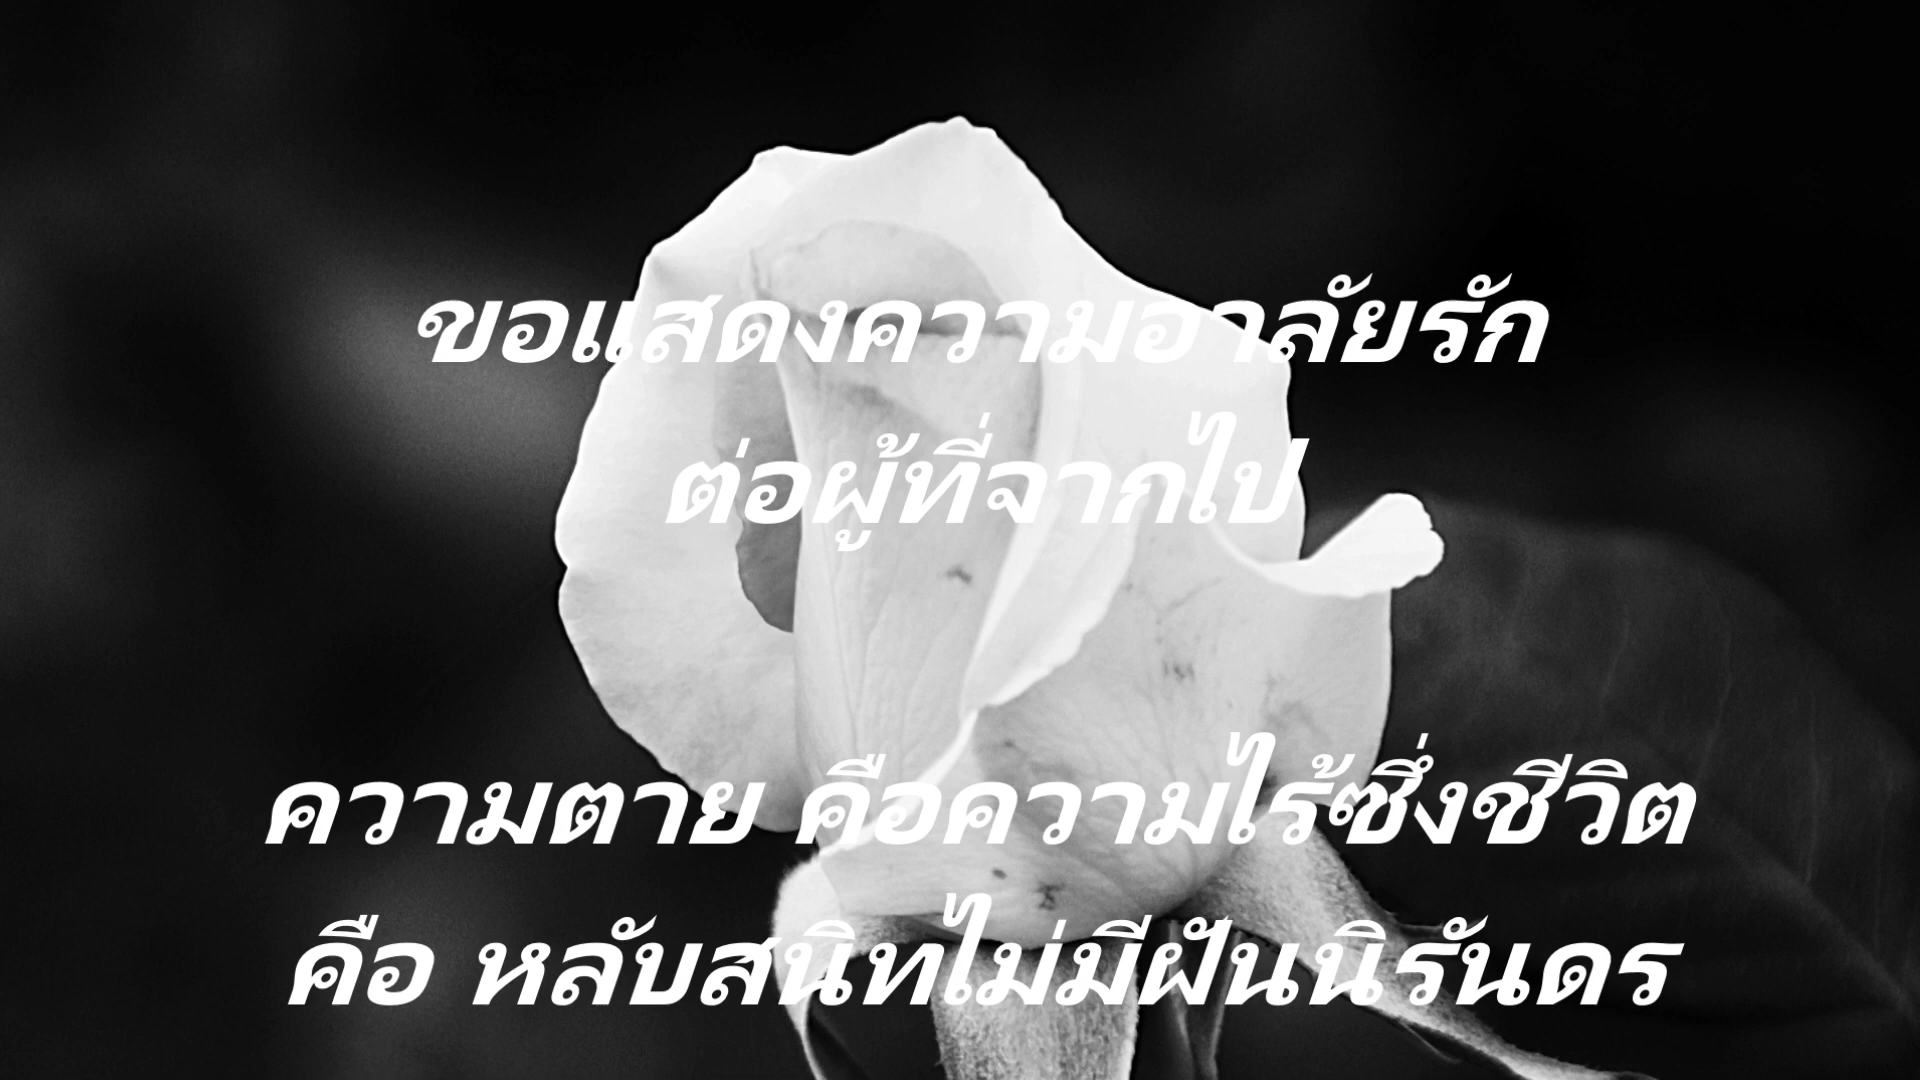 ขอแสดงความอาลัยรัก
ต่อผู้ที่จากไป
ความตาย คือความไร้ซึ่งชีวิต
คือ หลับสนิทไม่มีฝันนิรันดร